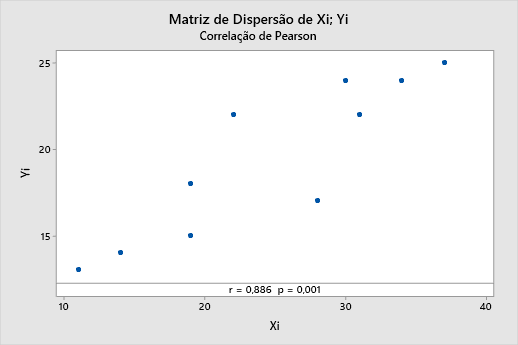 Matriz de Dispersão de Xi; Yi
Correlação de Pearson
25
20
15
Yi
r = 0,886 p = 0,001
10 20 30 40
Xi